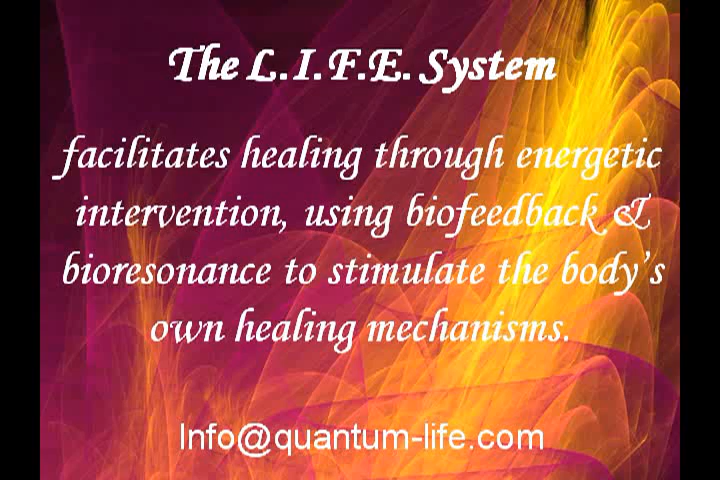 The L.I.F.E. System
facilitates healing through energetic
intervention, using biofeedback &
bioresonance to stimulate the body's
own healing mechanisms.
Info@quantum-life.com